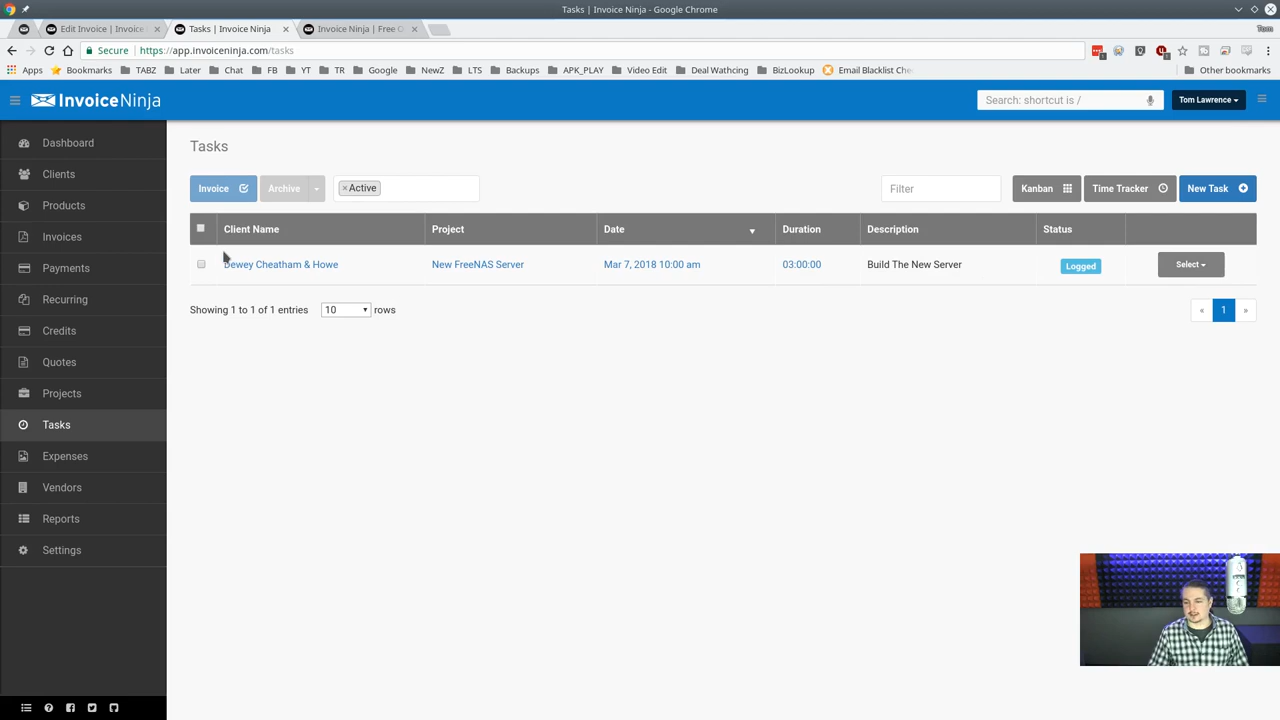 Tasks | Invoice Ninja - Google Chrome
Edit Invoice | Invoice
Tasks | Invoice Ninja
Invoice Ninja | Free O
Tom
Secure
https://app.invoiceninja.com/tasks
Apps
Bookmarks
TABZ
Later
Chat
FB
YT
TR
Google
NewZ
LTS
Backups
APK_PLAY
Video Edit
Deal Wathcing
BizLookup
Email Blacklist Che
Other bookmarks
InvoiceNinja
Search: shortcut is /
Tom Lawrence
Dashboard
Clients
Products
Invoices
Payments
Recurring
Credits
Quotes
Projects
Tasks
Expenses
Vendors
Reports
Settings
Tasks
Invoice
Archive
×Active
Filter
Kanban
Time Tracker
New Task
Client Name
Project
Date
Duration
Description
Status
Dewey Cheatham & Howe
New FreeNAS Server
Mar 7, 2018 10:00 am
03:00:00
Build The New Server
Logged
Select
Showing 1 to 1 of 1 entries
10
rows
«
1
»